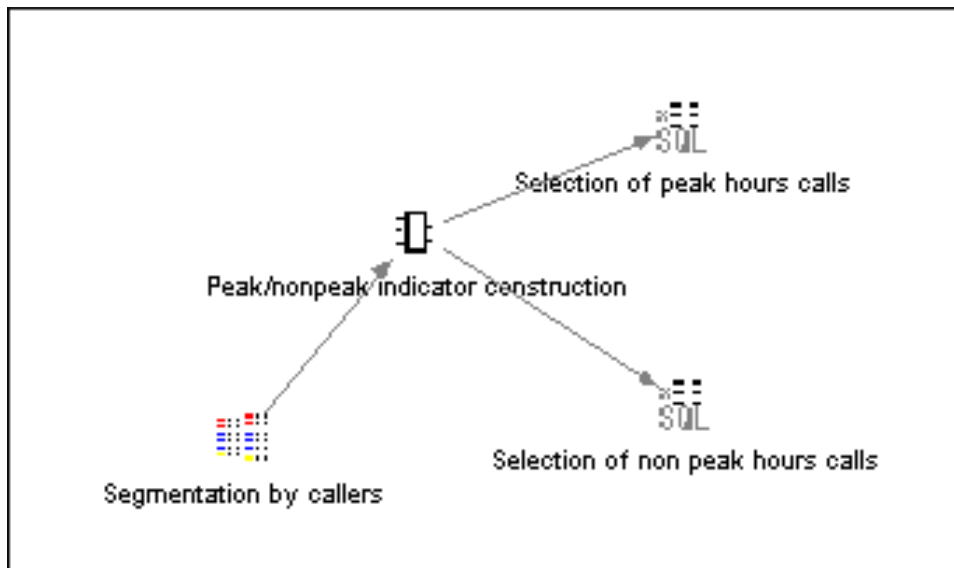 SQL
Selection of peak hours calls
Peak/nonpeak indicator construction
SQL
Selection of non peak hours calls
Segmentation by callers